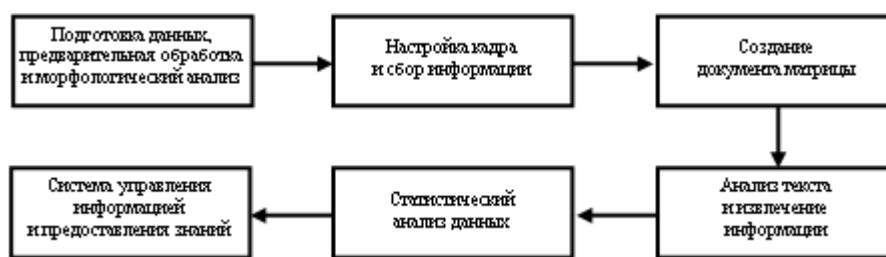 Подготовка данных,
предварительная обработка
и морфологический анализ
Настройка кадра
и сбор информации
Создание
документа матрицы
Анализ текста
и извлечение
информации
Статистический
анализ данных
Система управления
информацией
и предоставления знаний